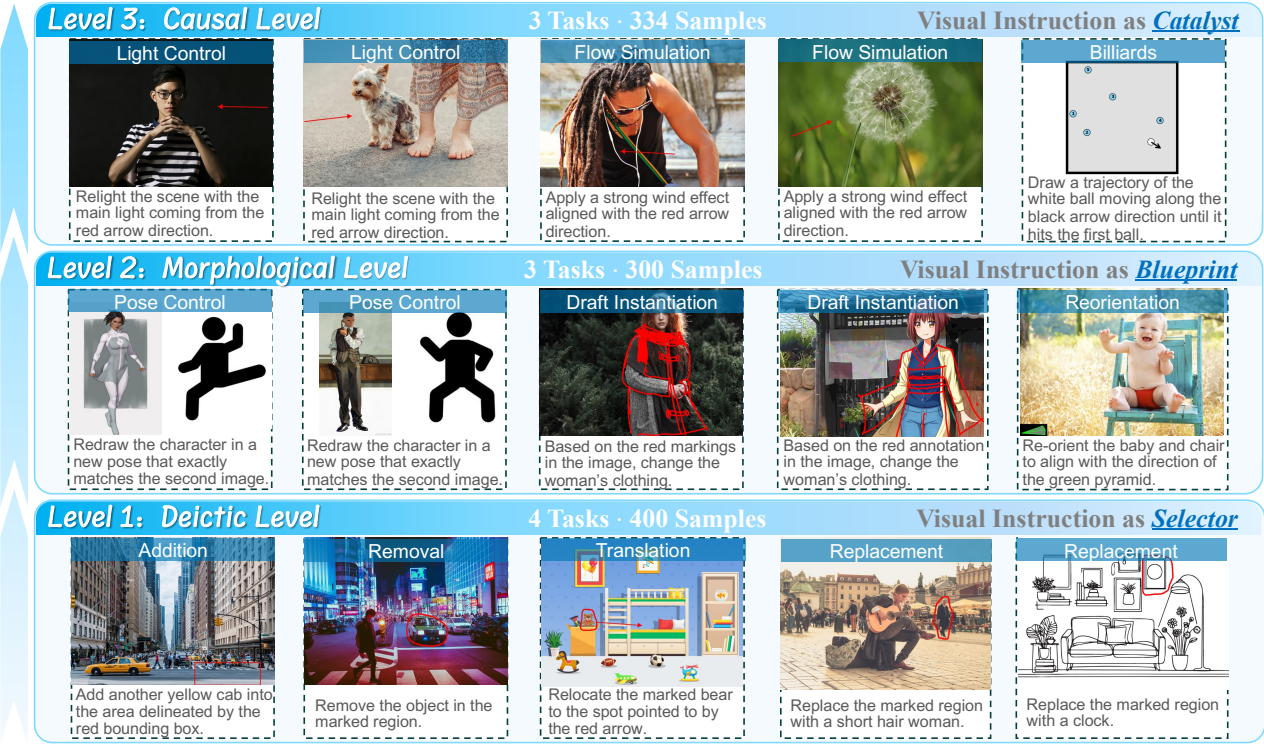 Level 3: Causal Level
3 Tasks · 334 Samples
Visual Instruction as Catalyst
Light Control
Relight the scene with the
main light coming from the
red arrow direction.
Light Control
Relight the scene with the
main light coming from the
red arrow direction.
Flow Simulation
Apply a strong wind effect
aligned with the red arrow
direction.
Flow Simulation
Apply a strong wind effect
aligned with the red arrow
direction.
Billiards
Draw a trajectory of the
white ball moving along the
black arrow direction until it
hits the first ball.
Level 2: Morphological Level
3 Tasks · 300 Samples
Visual Instruction as Blueprint
Pose Control
Redraw the character in a
new pose that exactly
matches the second image.
Pose Control
Redraw the character in a
new pose that exactly
matches the second image.
Draft Instantiation
Based on the red markings
in the image, change the
woman's clothing.
Draft Instantiation
Based on the red annotation
in the image, change the
woman's clothing.
Reorientation
Re-orient the baby and chair
to align with the direction of
the green pyramid.
Level 1: Deictic Level
4 Tasks · 400 Samples
Visual Instruction as Selector
Addition
Add another yellow cab into
the area delineated by the
red bounding box.
Removal
Remove the object in the
marked region.
Translation
Relocate the marked bear
to the spot pointed to by
the red arrow.
Replacement
Replace the marked region
with a short hair woman.
Replacement
Replace the marked region
with a clock.